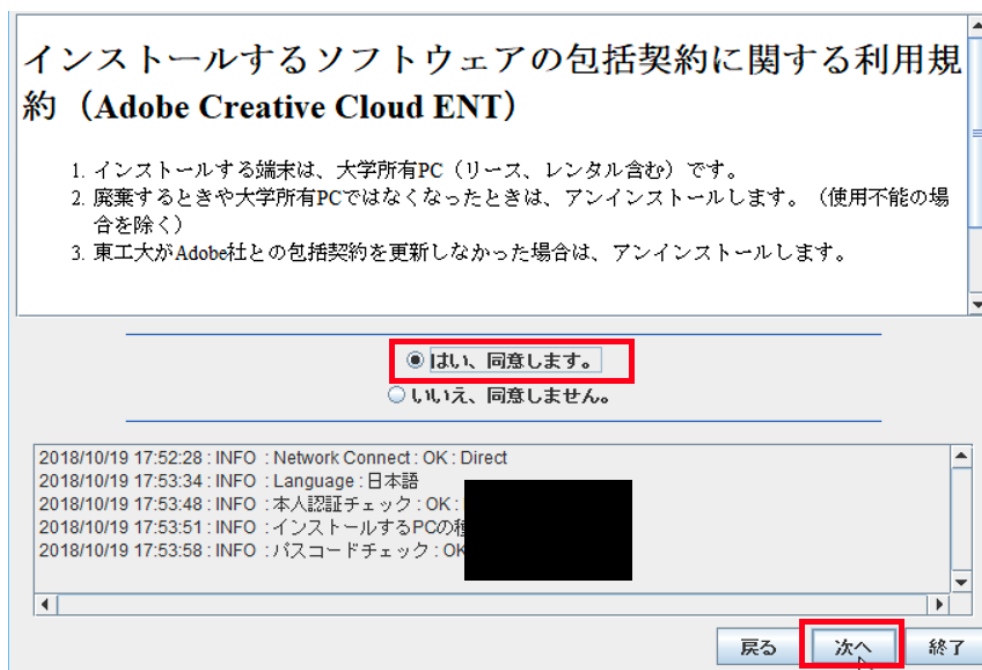 インストールするソフトウェアの包括契約に関する利用規
約（Adobe Creative Cloud ENT）
1. インストールする端末は、大学所有PC（リース、レンタル含む）です。
2. 廃棄するときや大学所有PCではなくなったときは、アンインストールします。（使用不能の場
合を除く）
3. 東工大がAdobe社との包括契約を更新しなかった場合は、アンインストールします。
はい、同意します。
いいえ、同意しません。
2018/10/19 17:52:28 : INFO : Network Connect : OK : Direct
2018/10/19 17:53:34 : INFO : Language : 日本語
2018/10/19 17:53:48 : INFO : 本人認証チェック : OK :
2018/10/19 17:53:51 : INFO : インストールするPCの種
2018/10/19 17:53:58 : INFO : パスコードチェック : OK
戻る 次へ 終了